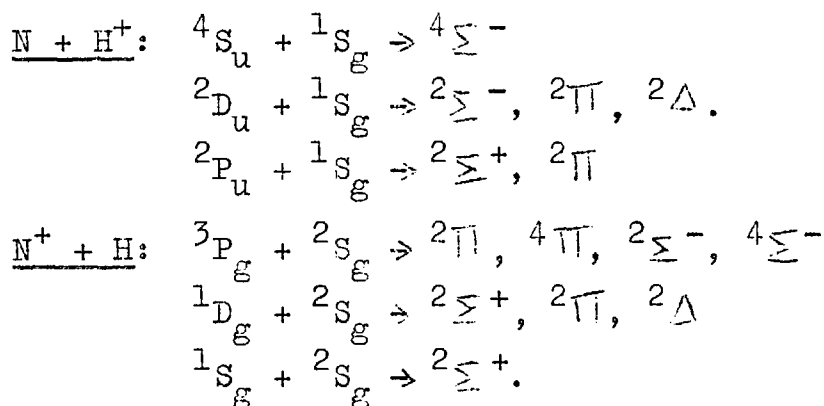 N + H⁺: ⁴S_u + ¹S_g → ⁴Σ⁻
²D_u + ¹S_g → ²Σ⁻, ²Π, ²Δ.
²P_u + ¹S_g → ²Σ⁺, ²Π
N⁺ + H: ³P_g + ²S_g → ²Π, ⁴Π, ²Σ⁻, ⁴Σ⁻
¹D_g + ²S_g → ²Σ⁺, ²Π, ²Δ
¹S_g + ²S_g → ²Σ⁺.